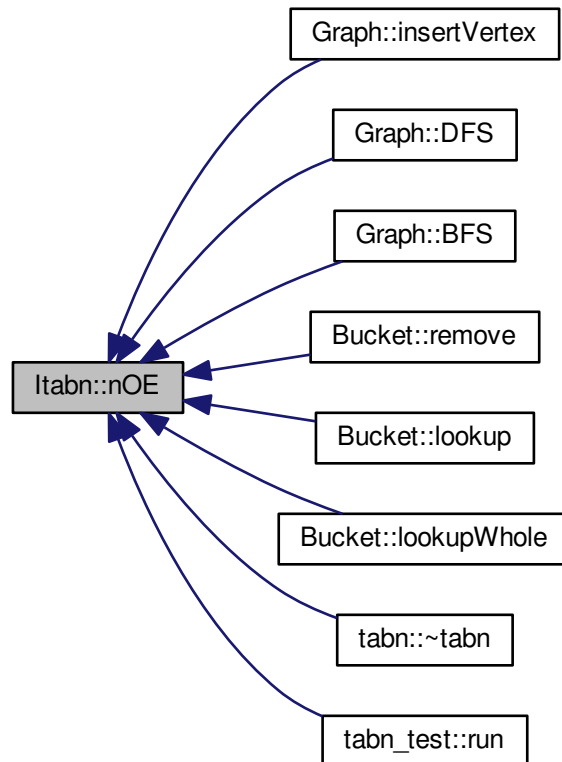 Graph::insertVertex
Graph::DFS
Graph::BFS
Bucket::remove
Itabn::nOE
Bucket::lookup
Bucket::lookupWhole
tabn::~tabn
tabn_test::run